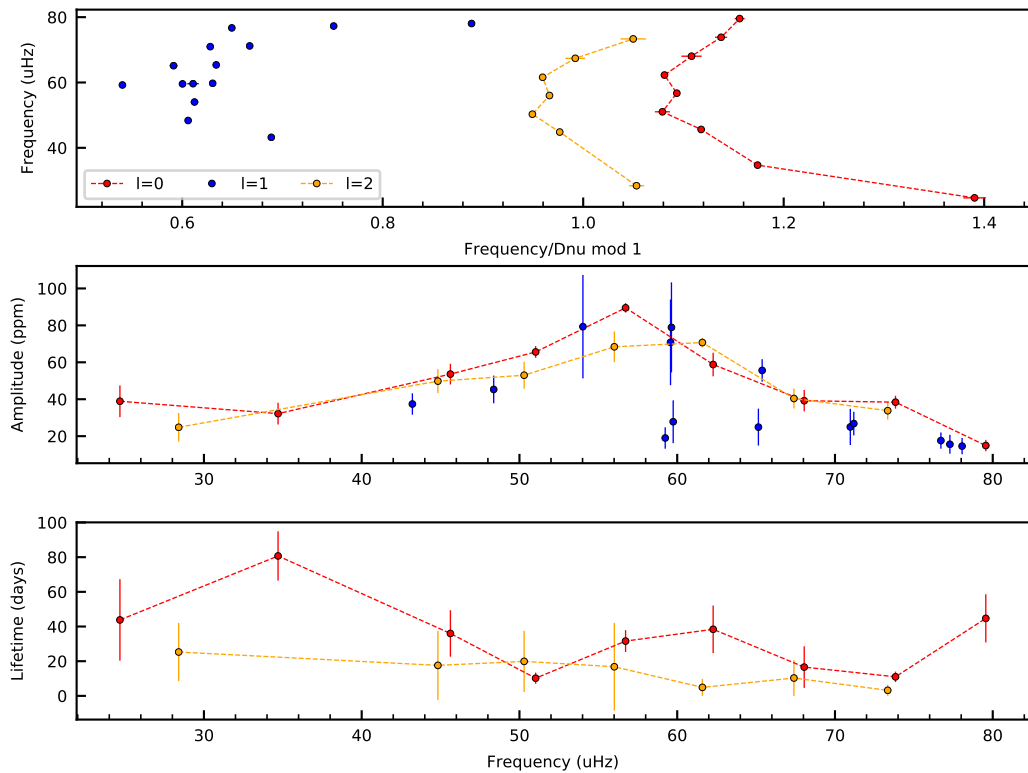 80
60
40
Frequency (uHz)
l=0 l=1 l=2
0.6 0.8 1.0 1.2 1.4
Frequency/Dnu mod 1
100
80
60
40
20
Amplitude (ppm)
30 40 50 60 70 80
100
80
60
40
20
0
Lifetime (days)
30 40 50 60 70 80
Frequency (uHz)